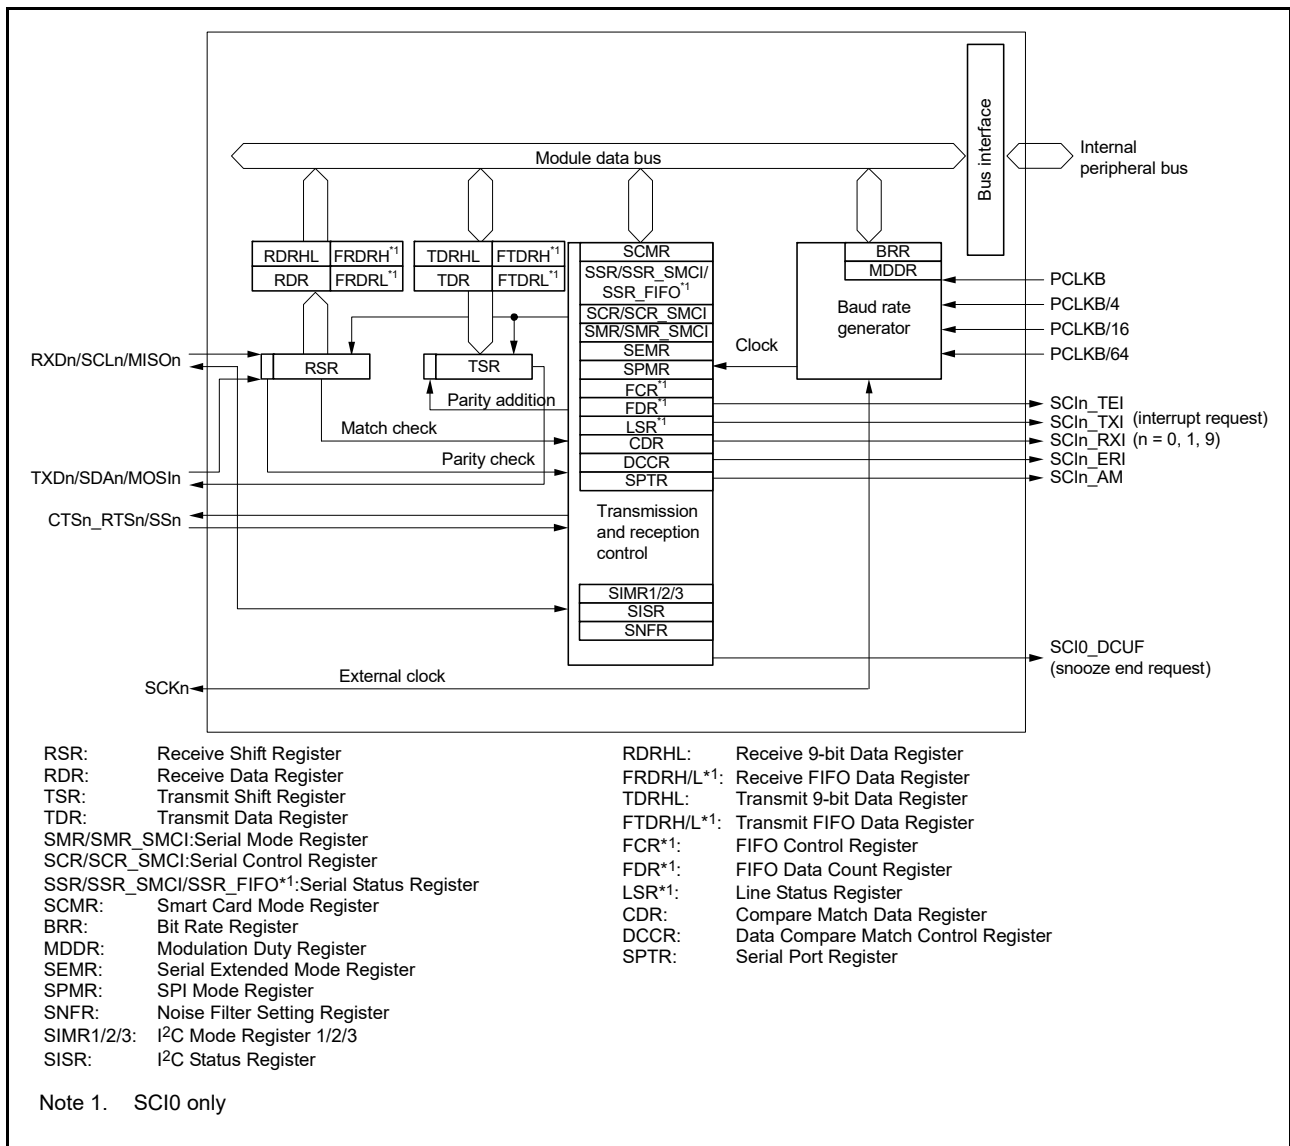 Bus interface
Internal
peripheral bus
Module data bus
RDRHL FRDRH*1
RDR FRDRL*1
TDRHL FTDRH*1
TDR FTDRL*1
SCMR
SSR/SSR_SMCI/
SSR_FIFO*1
SCR/SCR_SMCI
SMR/SMR_SMCI
SEMR
SPMR
FCR*1
FDR*1
LSR*1
CDR
DCCR
SPTR
Transmission
and reception
control
SIMR1/2/3
SISR
SNFR
BRR
MDDR
Baud rate
generator
Clock
PCLKB
PCLKB/4
PCLKB/16
PCLKB/64
RXDn/SCLn/MISOn
RSR
TSR
Parity addition
Match check
Parity check
TXDn/SDAn/MOSIn
CTSn_RTSn/SSn
SCIn_TEI
SCIn_TXI (interrupt request)
SCIn_RXI (n = 0, 1, 9)
SCIn_ERI
SCIn_AM
SCI0_DCUF
(snooze end request)
External clock
SCKn
RSR: Receive Shift Register
RDR: Receive Data Register
TSR: Transmit Shift Register
TDR: Transmit Data Register
SMR/SMR_SMCI:Serial Mode Register
SCR/SCR_SMCI:Serial Control Register
SSR/SSR_SMCI/SSR_FIFO*1:Serial Status Register
SCMR: Smart Card Mode Register
BRR: Bit Rate Register
MDDR: Modulation Duty Register
SEMR: Serial Extended Mode Register
SPMR: SPI Mode Register
SNFR: Noise Filter Setting Register
SIMR1/2/3: I2C Mode Register 1/2/3
SISR: I2C Status Register
RDRHL: Receive 9-bit Data Register
FRDRH/L*1: Receive FIFO Data Register
TDRHL: Transmit 9-bit Data Register
FTDRH/L*1: Transmit FIFO Data Register
FCR*1: FIFO Control Register
FDR*1: FIFO Data Count Register
LSR*1: Line Status Register
CDR: Compare Match Data Register
DCCR: Data Compare Match Control Register
SPTR: Serial Port Register
Note 1. SCI0 only